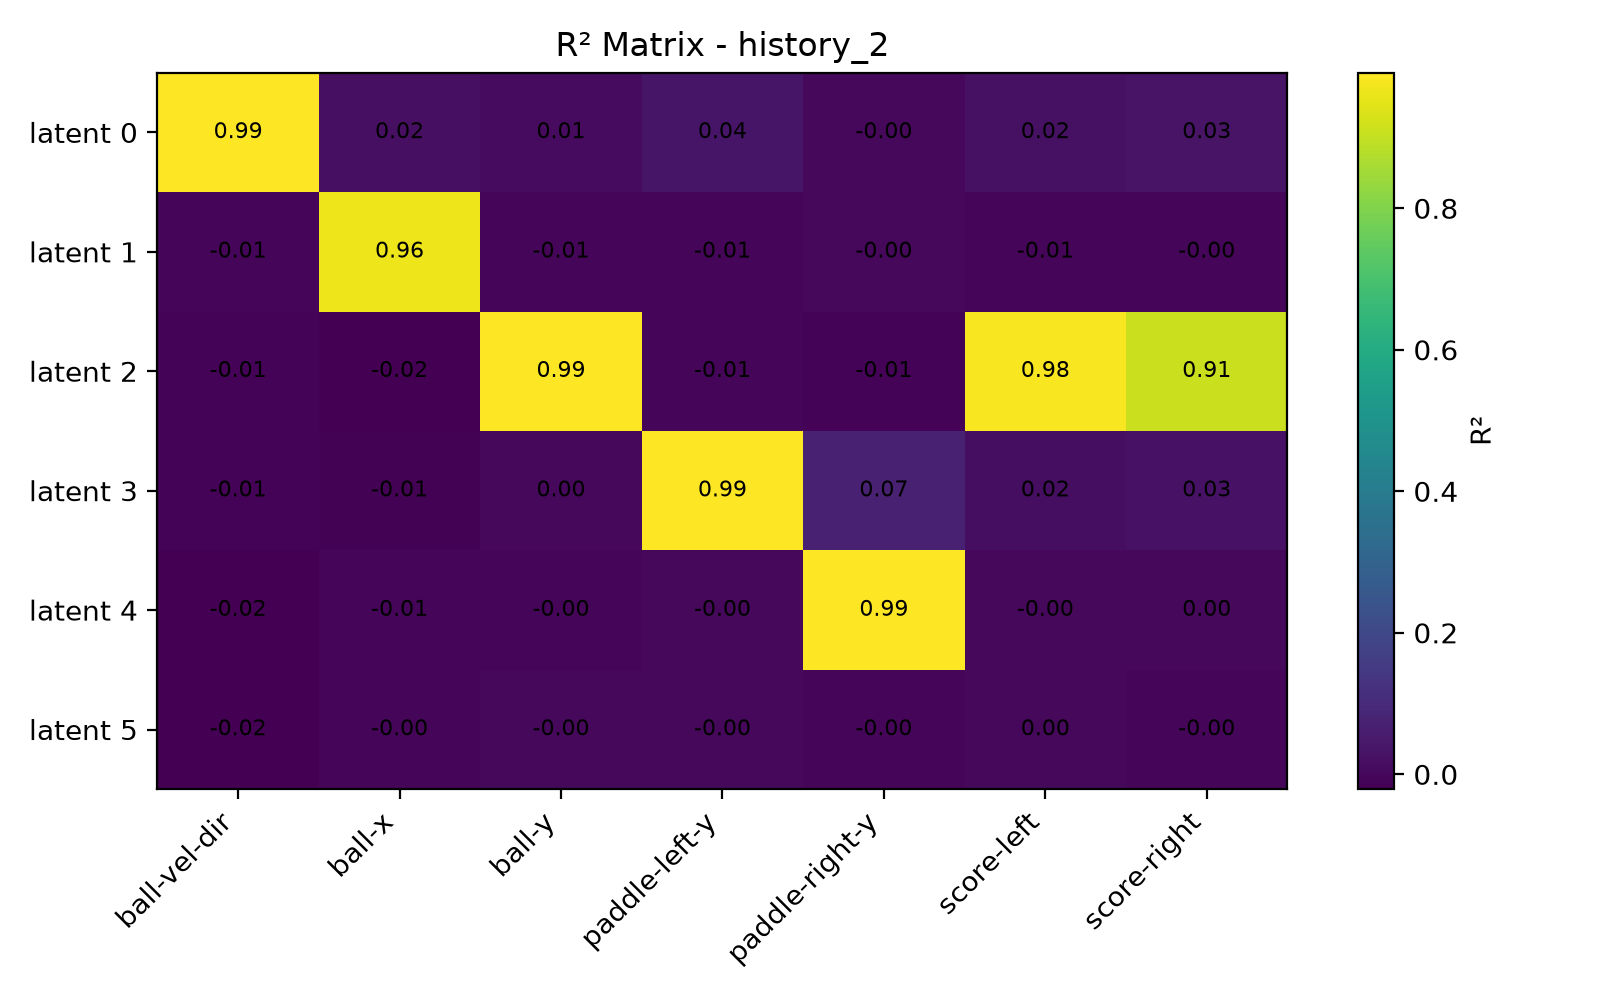 R² Matrix - history_2
latent 0 0.99 0.02 0.01 0.04 -0.00 0.02 0.03
latent 1 -0.01 0.96 -0.01 -0.01 -0.00 -0.01 -0.00
latent 2 -0.01 -0.02 0.99 -0.01 -0.01 0.98 0.91
latent 3 -0.01 -0.01 0.00 0.99 0.07 0.02 0.03
latent 4 -0.02 -0.01 -0.00 -0.00 0.99 -0.00 0.00
latent 5 -0.02 -0.00 -0.00 -0.00 -0.00 0.00 -0.00
ball-vel-dir
ball-x
ball-y
paddle-left-y
paddle-right-y
score-left
score-right
0.8
0.6
0.4
0.2
0.0
R²